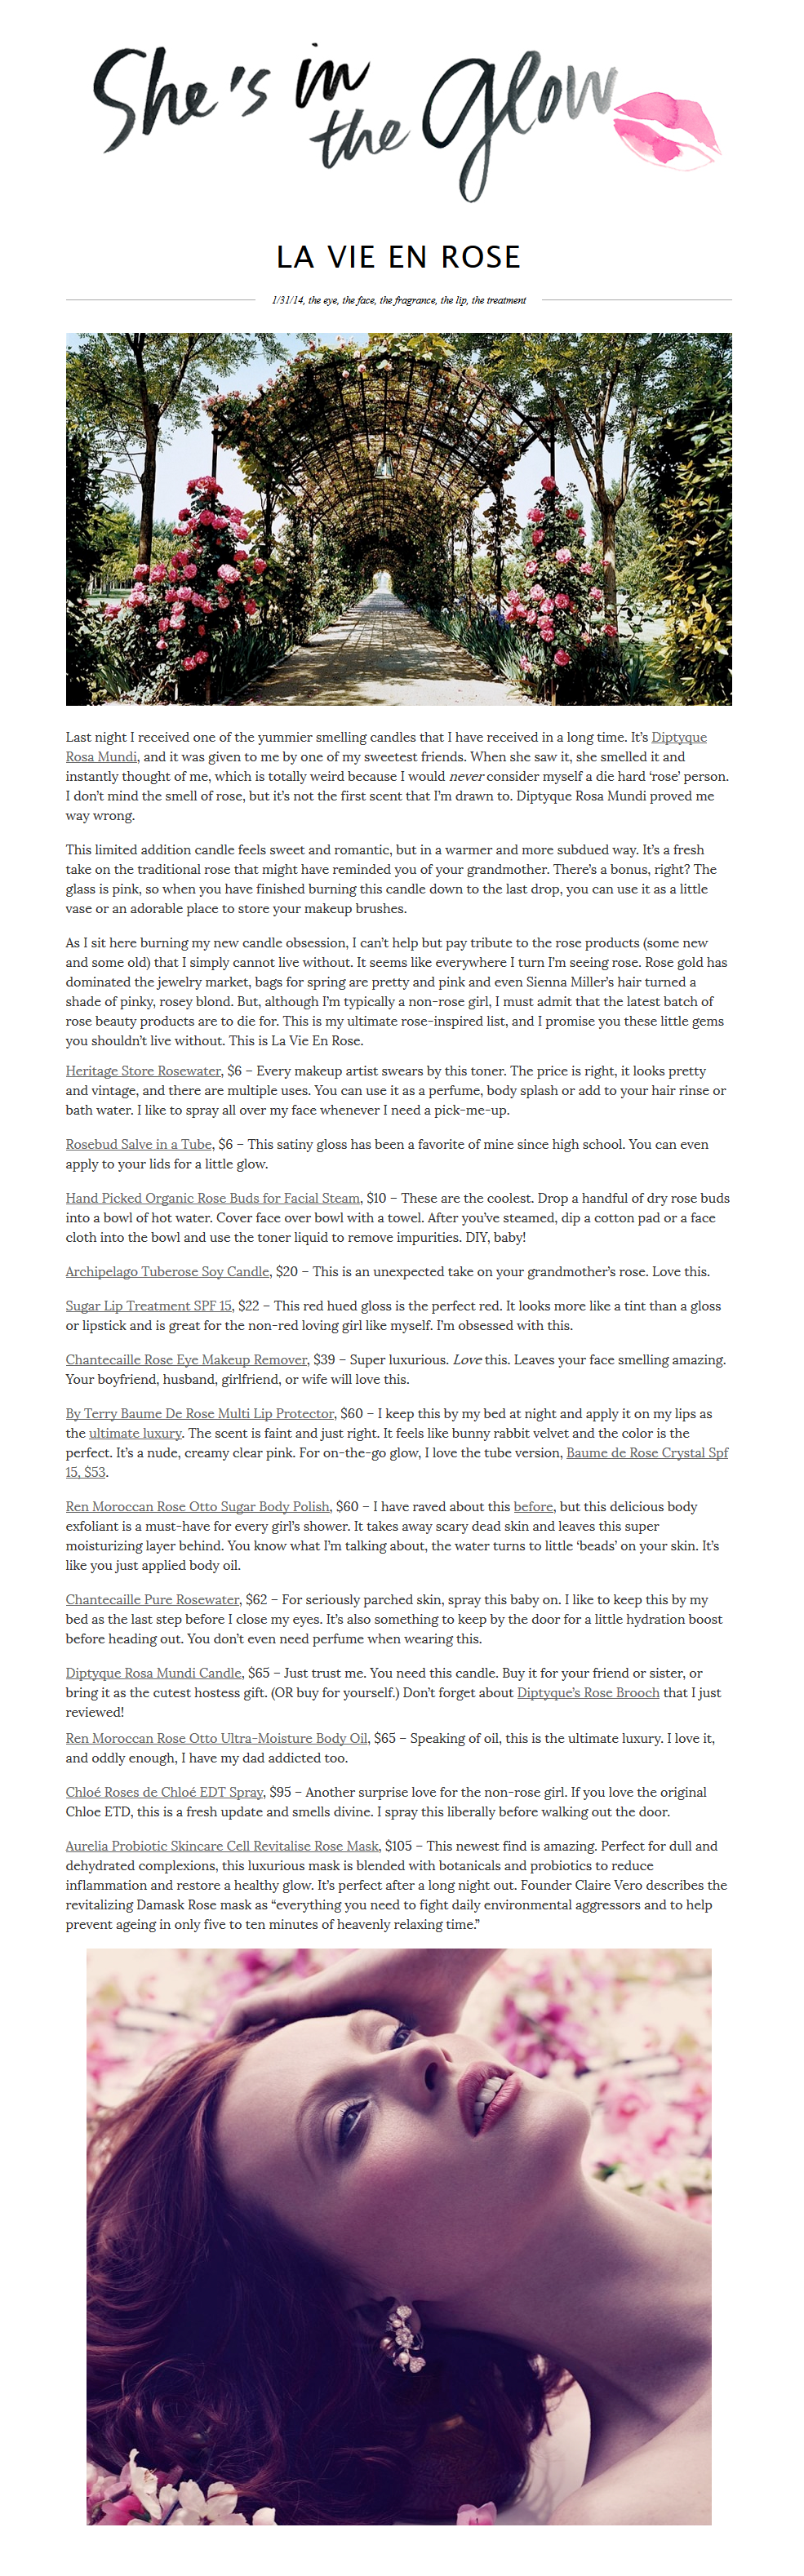 She's in
the Glow
LA VIE EN ROSE
1/31/14, the eye, the face, the fragrance, the lip, the treatment
Last night I received one of the yummier smelling candles that I have received in a long time. It’s Diptyque
Rosa Mundi, and it was given to me by one of my sweetest friends. When she saw it, she smelled it and
instantly thought of me, which is totally weird because I would never consider myself a die hard ‘rose’ person.
I don’t mind the smell of rose, but it’s not the first scent that I’m drawn to. Diptyque Rosa Mundi proved me
way wrong.
This limited addition candle feels sweet and romantic, but in a warmer and more subdued way. It’s a fresh
take on the traditional rose that might have reminded you of your grandmother. There’s a bonus, right? The
glass is pink, so when you have finished burning this candle down to the last drop, you can use it as a little
vase or an adorable place to store your makeup brushes.
As I sit here burning my new candle obsession, I can’t help but pay tribute to the rose products (some new
and some old) that I simply cannot live without. It seems like everywhere I turn I’m seeing rose. Rose gold has
dominated the jewelry market, bags for spring are pretty and pink and even Sienna Miller’s hair turned a
shade of pinky, rosey blond. But, although I’m typically a non-rose girl, I must admit that the latest batch of
rose beauty products are to die for. This is my ultimate rose-inspired list, and I promise you these little gems
you shouldn’t live without. This is La Vie En Rose.
Heritage Store Rosewater, $6 – Every makeup artist swears by this toner. The price is right, it looks pretty
and vintage, and there are multiple uses. You can use it as a perfume, body splash or add to your hair rinse or
bath water. I like to spray all over my face whenever I need a pick-me-up.
Rosebud Salve in a Tube, $6 – This satiny gloss has been a favorite of mine since high school. You can even
apply to your lids for a little glow.
Hand Picked Organic Rose Buds for Facial Steam, $10 – These are the coolest. Drop a handful of dry rose buds
into a bowl of hot water. Cover face over bowl with a towel. After you’ve steamed, dip a cotton pad or a face
cloth into the bowl and use the toner liquid to remove impurities. DIY, baby!
Archipelago Tuberose Soy Candle, $20 – This is an unexpected take on your grandmother’s rose. Love this.
Sugar Lip Treatment SPF 15, $22 – This red hued gloss is the perfect red. It looks more like a tint than a gloss
or lipstick and is great for the non-red loving girl like myself. I’m obsessed with this.
Chantecaille Rose Eye Makeup Remover, $39 – Super luxurious. Love this. Leaves your face smelling amazing.
Your boyfriend, husband, girlfriend, or wife will love this.
By Terry Baume De Rose Multi Lip Protector, $60 – I keep this by my bed at night and apply it on my lips as
the ultimate luxury. The scent is faint and just right. It feels like bunny rabbit velvet and the color is the
perfect. It’s a nude, creamy clear pink. For on-the-go glow, I love the tube version, Baume de Rose Crystal Spf
15, $53.
Ren Moroccan Rose Otto Sugar Body Polish, $60 – I have raved about this before, but this delicious body
exfoliant is a must-have for every girl’s shower. It takes away scary dead skin and leaves this super
moisturizing layer behind. You know what I’m talking about, the water turns to little ‘beads’ on your skin. It’s
like you just applied body oil.
Chantecaille Pure Rosewater, $62 – For seriously parched skin, spray this baby on. I like to keep this by my
bed as the last step before I close my eyes. It’s also something to keep by the door for a little hydration boost
before heading out. You don’t even need perfume when wearing this.
Diptyque Rosa Mundi Candle, $65 – Just trust me. You need this candle. Buy it for your friend or sister, or
bring it as the cutest hostess gift. (OR buy for yourself.) Don’t forget about Diptyque’s Rose Brooch that I just
reviewed!
Ren Moroccan Rose Otto Ultra-Moisture Body Oil, $65 – Speaking of oil, this is the ultimate luxury. I love it,
and oddly enough, I have my dad addicted too.
Chloé Roses de Chloé EDT Spray, $95 – Another surprise love for the non-rose girl. If you love the original
Chloe ETD, this is a fresh update and smells divine. I spray this liberally before walking out the door.
Aurelia Probiotic Skincare Cell Revitalise Rose Mask, $105 – This newest find is amazing. Perfect for dull and
dehydrated complexions, this luxurious mask is blended with botanicals and probiotics to reduce
inflammation and restore a healthy glow. It’s perfect after a long night out. Founder Claire Vero describes the
revitalizing Damask Rose mask as “everything you need to fight daily environmental aggressors and to help
prevent ageing in only five to ten minutes of heavenly relaxing time.”